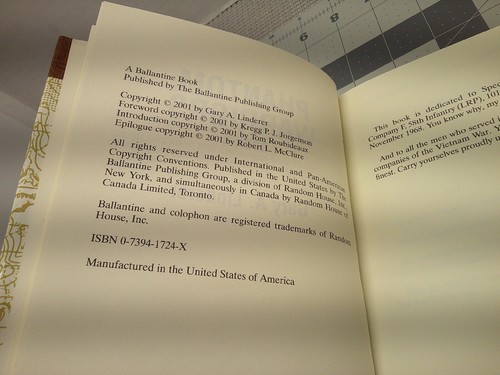 A Ballantine Book
Published by The Ballantine Publishing Group
Copyright © 2001 by Gary A. Linderer
Foreword copyright © 2001 by Kregg P. J. Jorgenson
Introduction copyright © 2001 by Tom Roubideaux
Epilogue copyright © 2001 by Robert L. McClure
All rights reserved under International and Pan-American
Copyright Conventions. Published in the United States by The
Ballantine Publishing Group, a division of Random House, Inc.,
New York, and simultaneously in Canada by Random House of
Canada Limited, Toronto.
Ballantine and colophon are registered trademarks of Random
House, Inc.
ISBN 0-7394-1724-X
Manufactured in the United States of America
This book is dedicated to
Company F, 58th Infantry (LRP), 101
November 1968. You know why, my
And to all the men who served
companies of the Vietnam War.
finest. Carry yourselves proudly
8